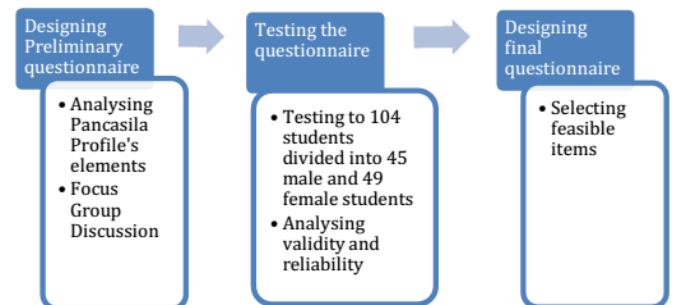 Designing
Preliminary
questionnaire
• Analysing
Pancasila
Profile's
elements
• Focus
Group
Discussion
Testing the
questionnaire
• Testing to 104
students
divided into 45
male and 49
female students
• Analysing
validity and
reliability
Designing
final
questionnaire
• Selecting
feasible
items